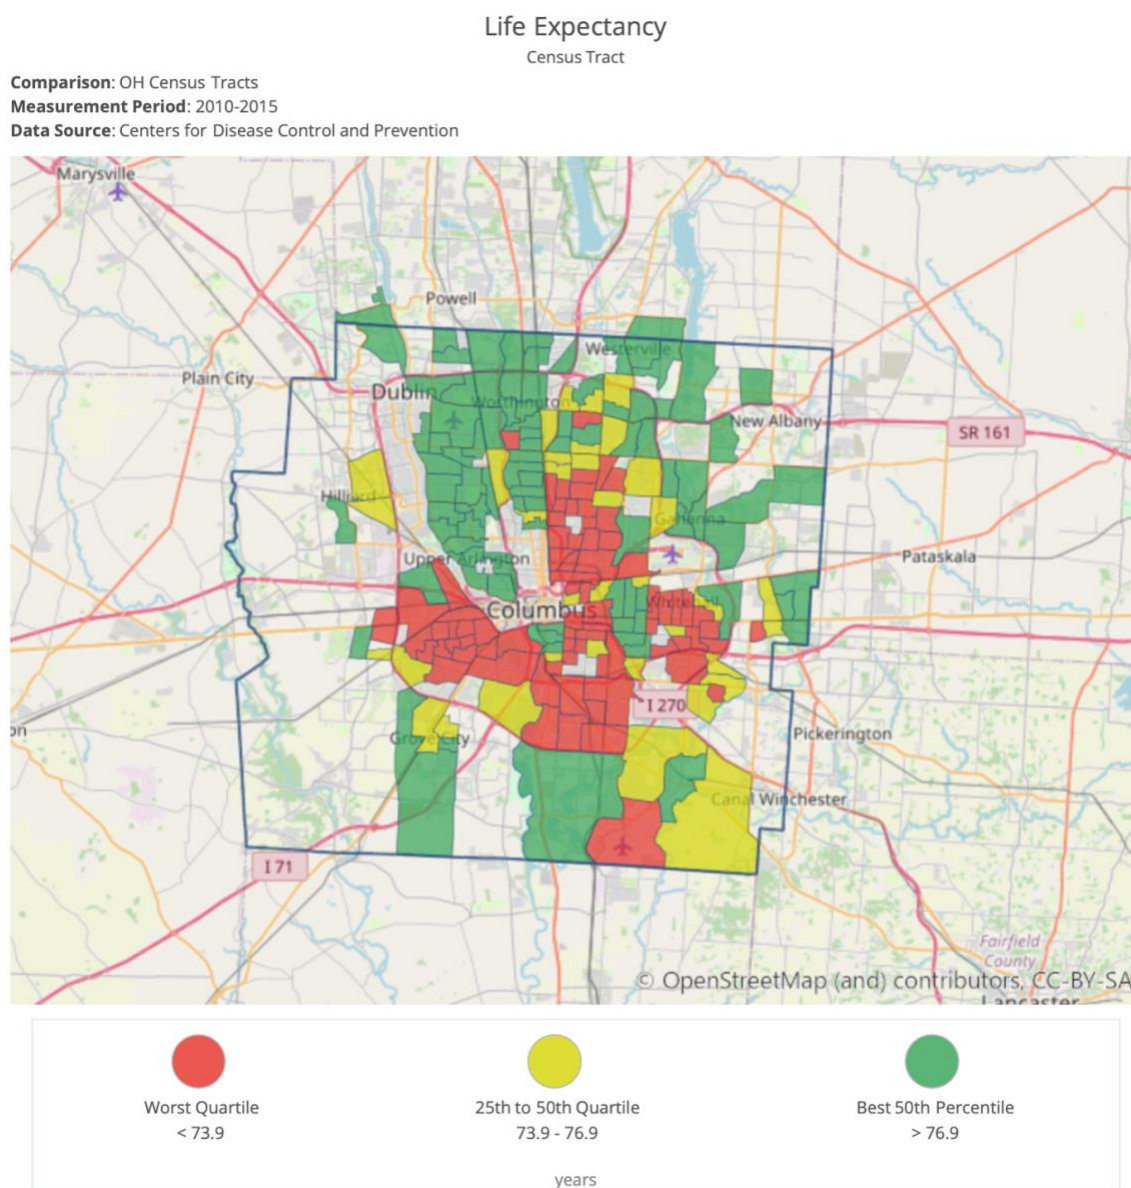 Life Expectancy
Census Tract
Comparison: OH Census Tracts
Measurement Period: 2010-2015
Data Source: Centers for Disease Control and Prevention
Marysville
Powell
Westerville
Plain City
Dublin
Worthington
New Albany
SR 161
Hilliard
Gahanna
Upper Arlington
Pataskala
Columbus
Whitehall
I 270
on
Grove City
Pickerington
Canal Winchester
I 71
Fairfield
County
© OpenStreetMap (and) contributors, CC-BY-SA
Lancaster
Worst Quartile
25th to 50th Quartile
Best 50th Percentile
< 73.9
73.9 - 76.9
> 76.9
years